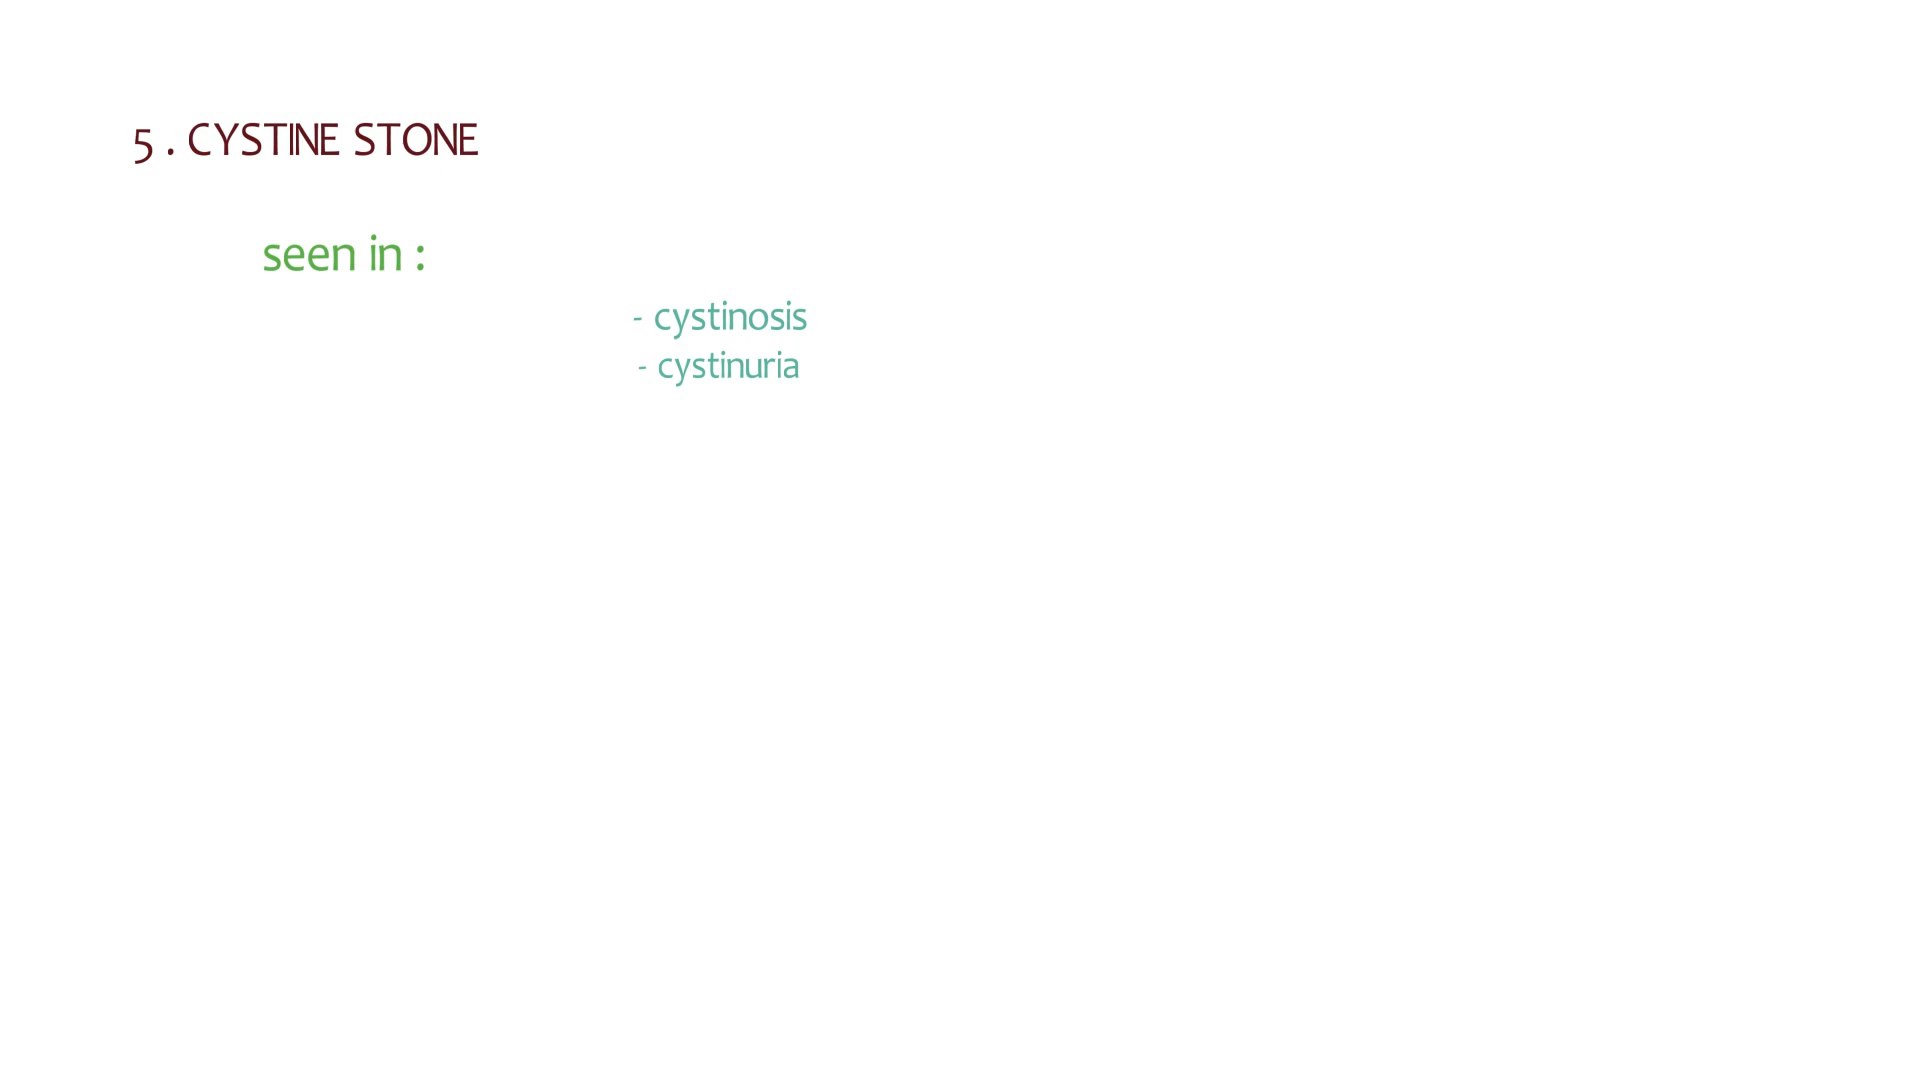 5 . CYSTINE STONE
seen in :
- cystinosis
- cystinuria